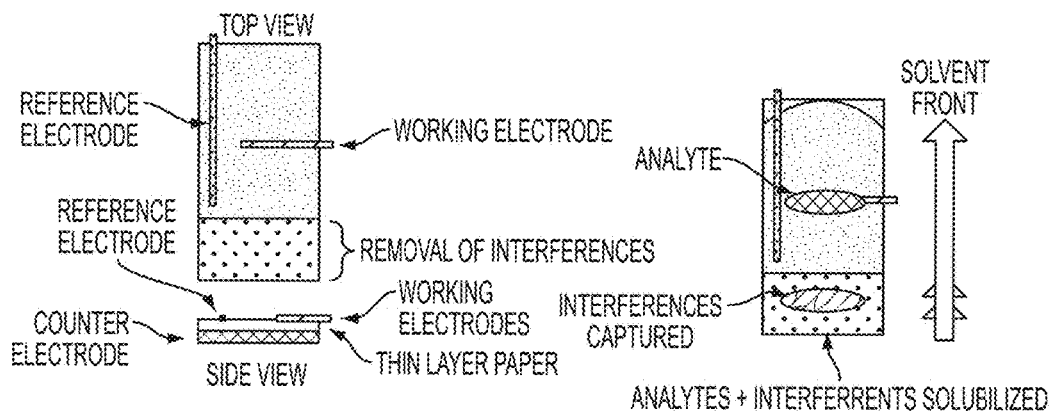 TOP VIEW
REFERENCE
ELECTRODE
WORKING ELECTRODE
REFERENCE
ELECTRODE
REMOVAL OF INTERFERENCES
COUNTER
ELECTRODE
WORKING
ELECTRODES
THIN LAYER PAPER
SIDE VIEW
SOLVENT
FRONT
ANALYTE
INTERFERENCES
CAPTURED
ANALYTES + INTERFERRENTS SOLUBILIZED